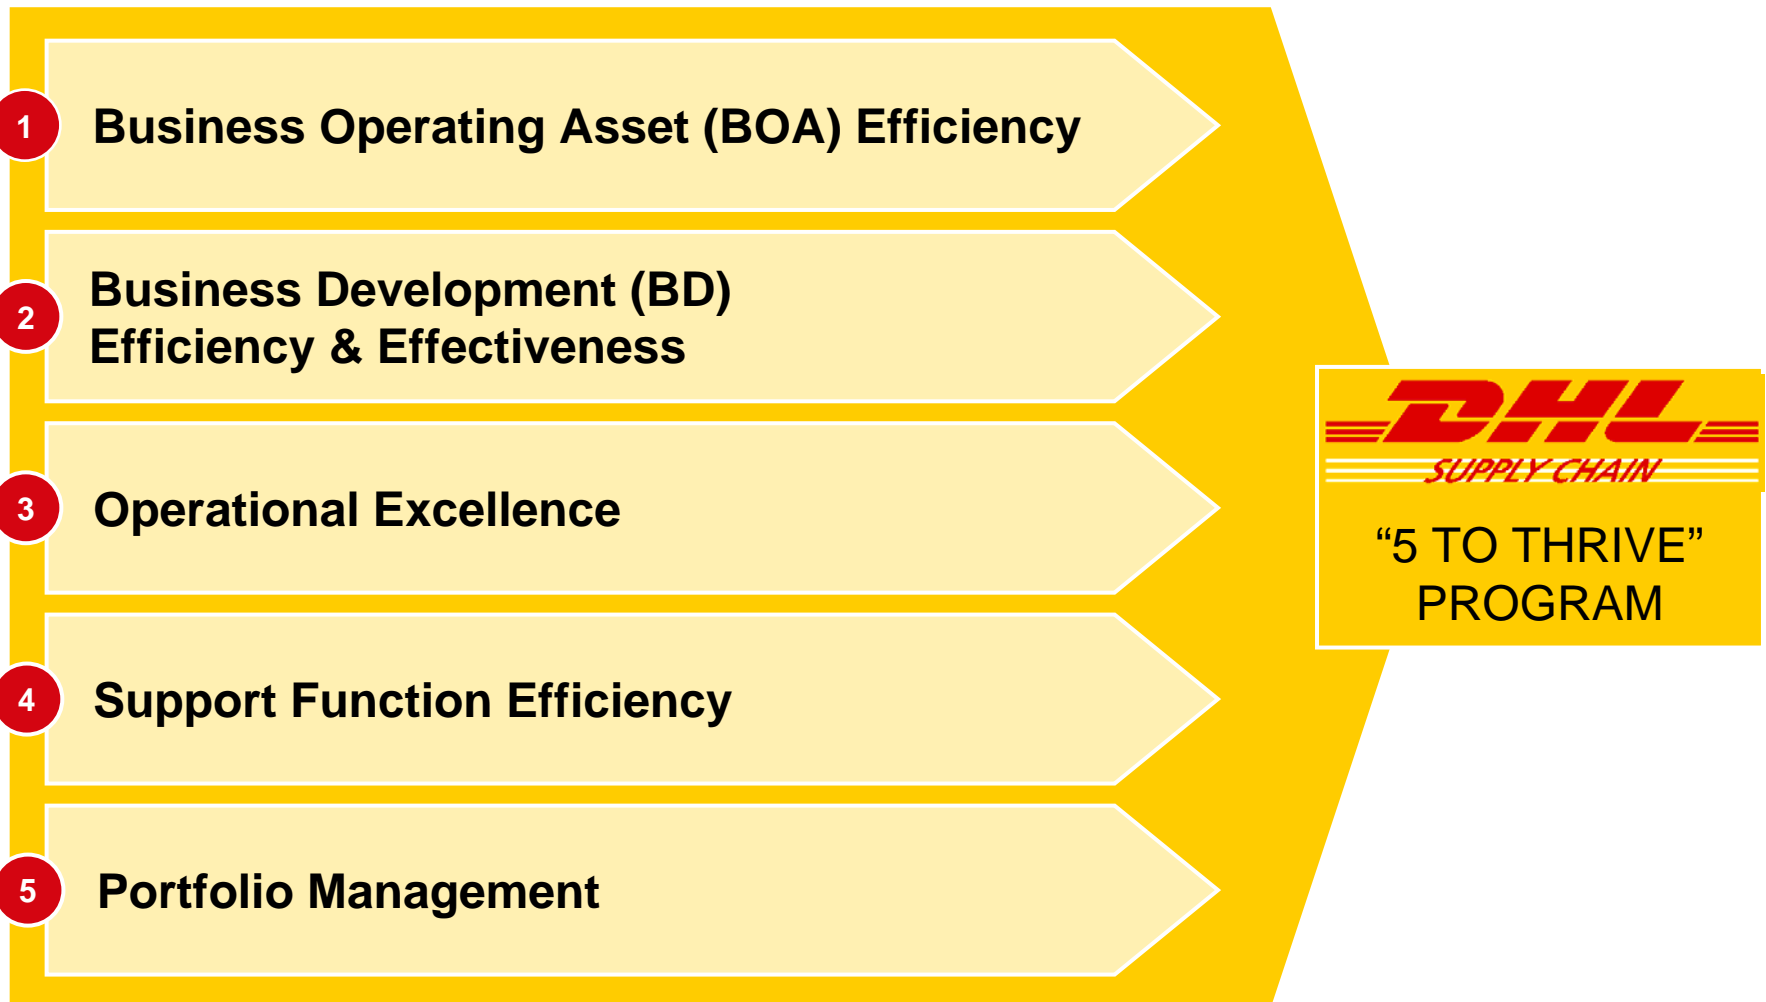 1
Business Operating Asset (BOA) Efficiency
2
Business Development (BD)
Efficiency & Effectiveness
3
Operational Excellence
4
Support Function Efficiency
5
Portfolio Management
DHL
SUPPLY CHAIN
“5 TO THRIVE”
PROGRAM